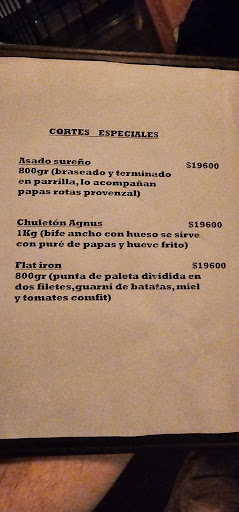 CORTES ESPECIALES
Asado sureño $19600
800gr (braseado y terminado
en parrilla, lo acompañan
papas rotas provenzal)
Chuletón Agnus $19600
1Kg (bife ancho con hueso se sirve
con puré de papas y huevo frito)
Flat iron $19600
800gr (punta de paleta dividida en
dos filetes,guarni de batatas, miel
y tomates comfit)